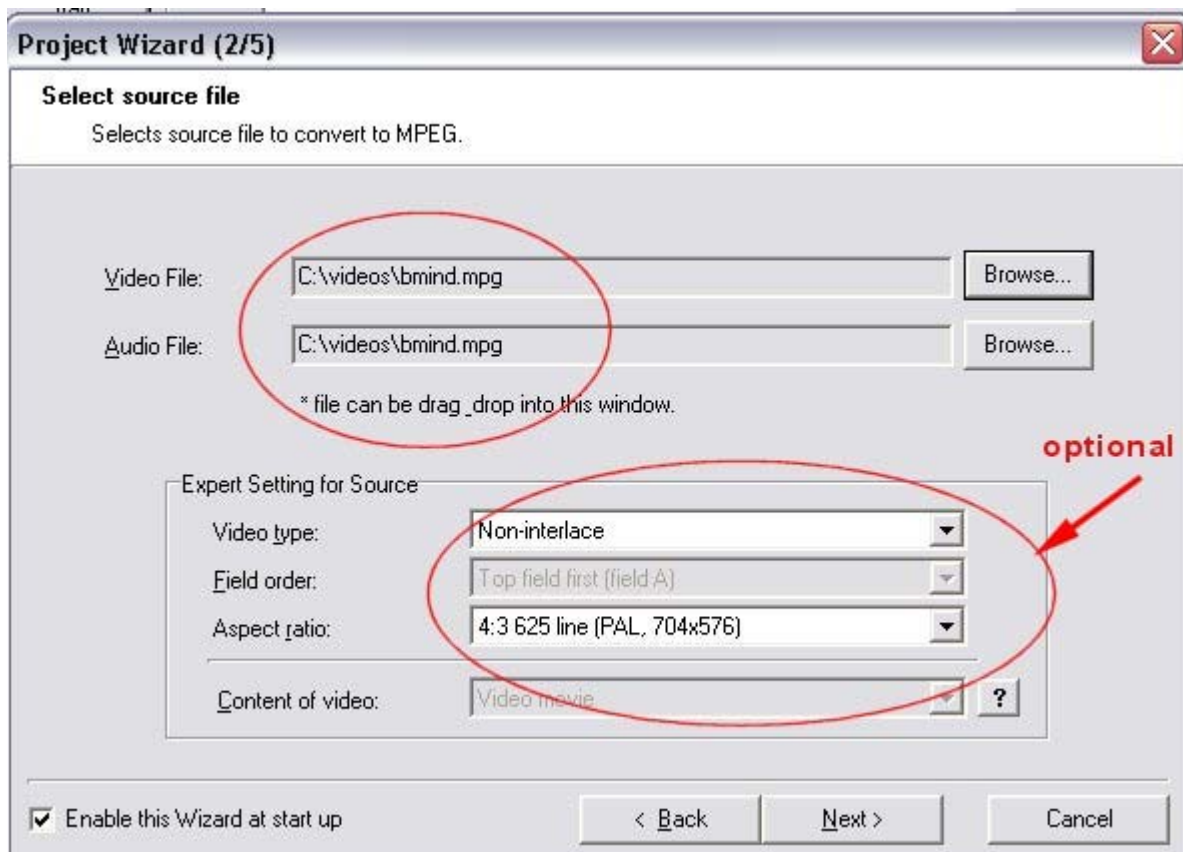 Project Wizard (2/5)
Select source file
Selects source file to convert to MPEG.
Video File: C:\videos\bmind.mpg Browse...
Audio File: C:\videos\bmind.mpg Browse...
* file can be drag_drop into this window.
optional
Expert Setting for Source
Video type: Non-interlace
Field order: Top field first (field A)
Aspect ratio: 4:3 625 line (PAL, 704x576)
Content of video: Video movie ?
Enable this Wizard at start up < Back Next > Cancel